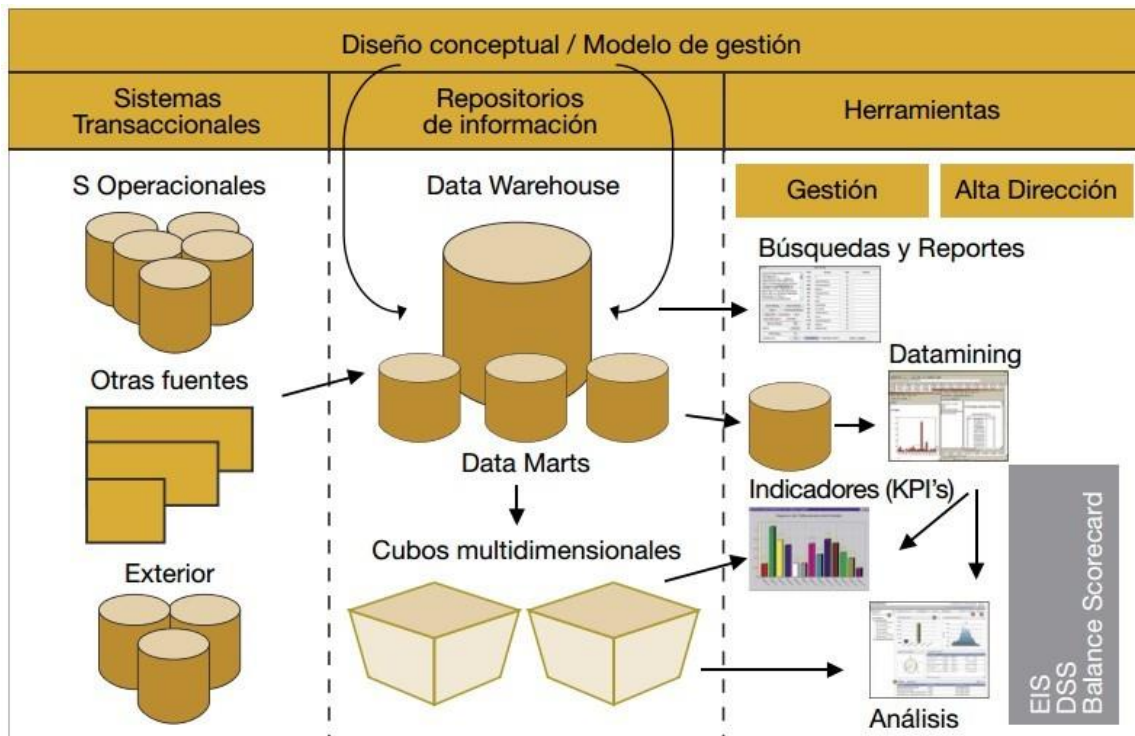 Diseño conceptual / Modelo de gestión
Sistemas
Transaccionales
Repositorios
de información
Herramientas
S Operacionales
Otras fuentes
Exterior
Data Warehouse
Data Marts
Cubos multidimensionales
Gestión
Alta Dirección
Búsquedas y Reportes
Datamining
Indicadores (KPI's)
Análisis
EIS
DSS
Balance Scorecard